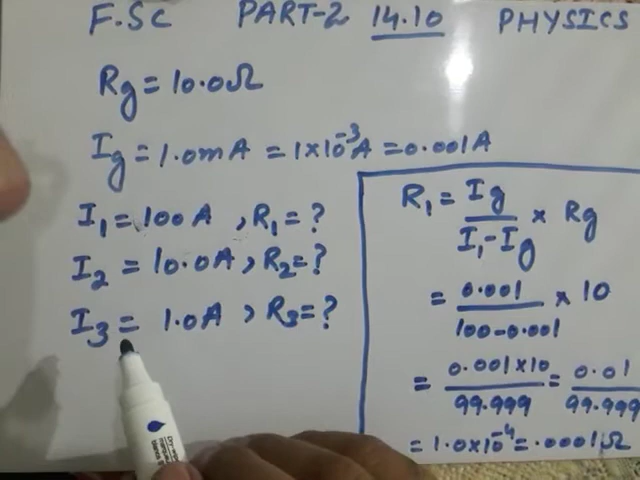 F.SC PART-2 14.10 PHYSICS
Rg = 10.0Ω
Ig = 1.0mA = 1×10⁻³A = 0.001A
I₁ = 100A , R₁ = ?
I₂ = 10.0A, R₂ = ?
I₃ = 1.0A , R₃ = ?
R₁ = Ig / I₁-Ig × Rg
= 0.001 / 100-0.001 × 10
= 0.001×10 / 99.999 = 0.01 / 99.999
= 1.0×10⁻⁴ = .0001Ω